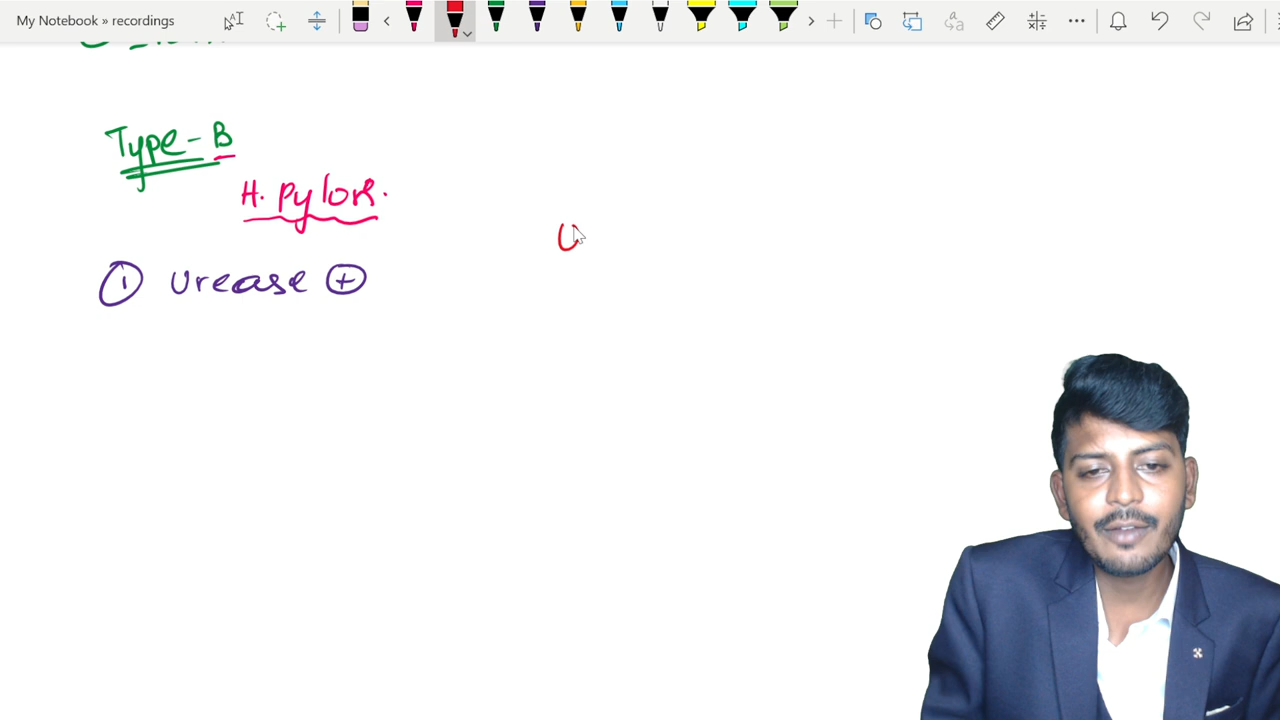 My Notebook » recordings
Type-B
H. Pylori.
① Urease ⊕
U